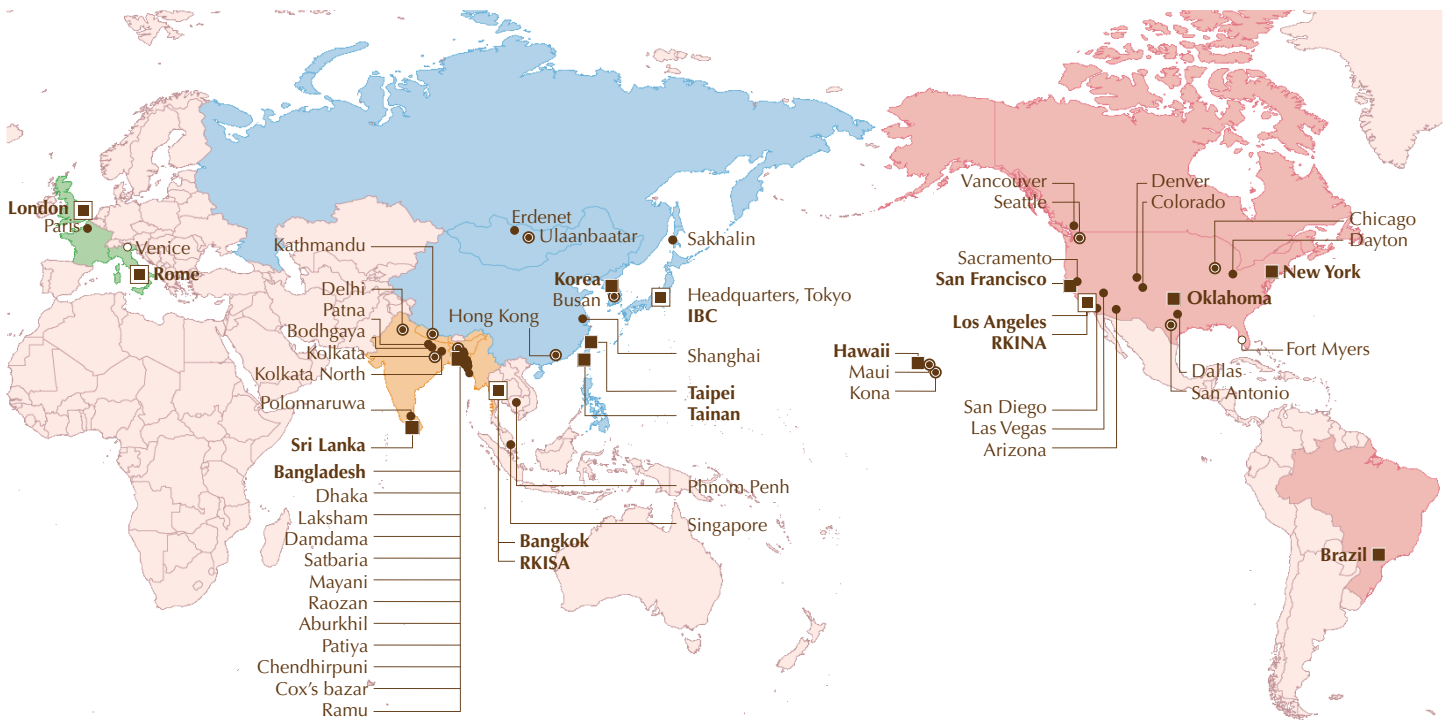 London
Paris
Venice
Rome
Kathmandu
Delhi
Patna
Bodhgaya
Kolkata
Kolkata North
Polonnaruwa
Sri Lanka
Bangladesh
Dhaka
Laksham
Damdama
Satbaria
Mayani
Raozan
Aburkhil
Patiya
Chendhirpuni
Cox's bazar
Ramu
Erdenet
Ulaanbaatar
Sakhalin
Korea
Busan
Headquarters, Tokyo
IBC
Hong Kong
Shanghai
Taipei
Tainan
Phnom Penh
Singapore
Bangkok
RKISA
Hawaii
Maui
Kona
Vancouver
Seattle
Sacramento
San Francisco
Los Angeles
RKINA
San Diego
Las Vegas
Arizona
Denver
Colorado
Chicago
Dayton
New York
Oklahoma
Fort Myers
Dallas
San Antonio
Brazil